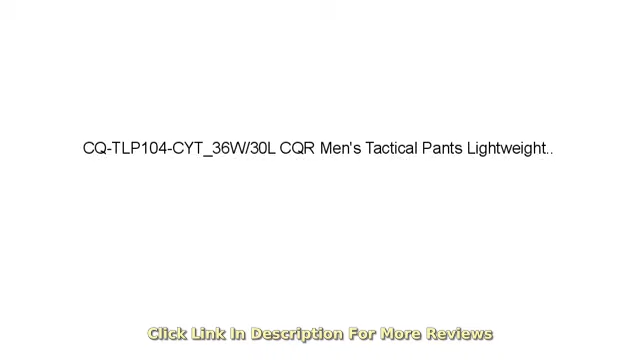 CQ-TLP104-CYT_36W/30L CQR Men's Tactical Pants Lightweight..
Click Link In Description For More Reviews